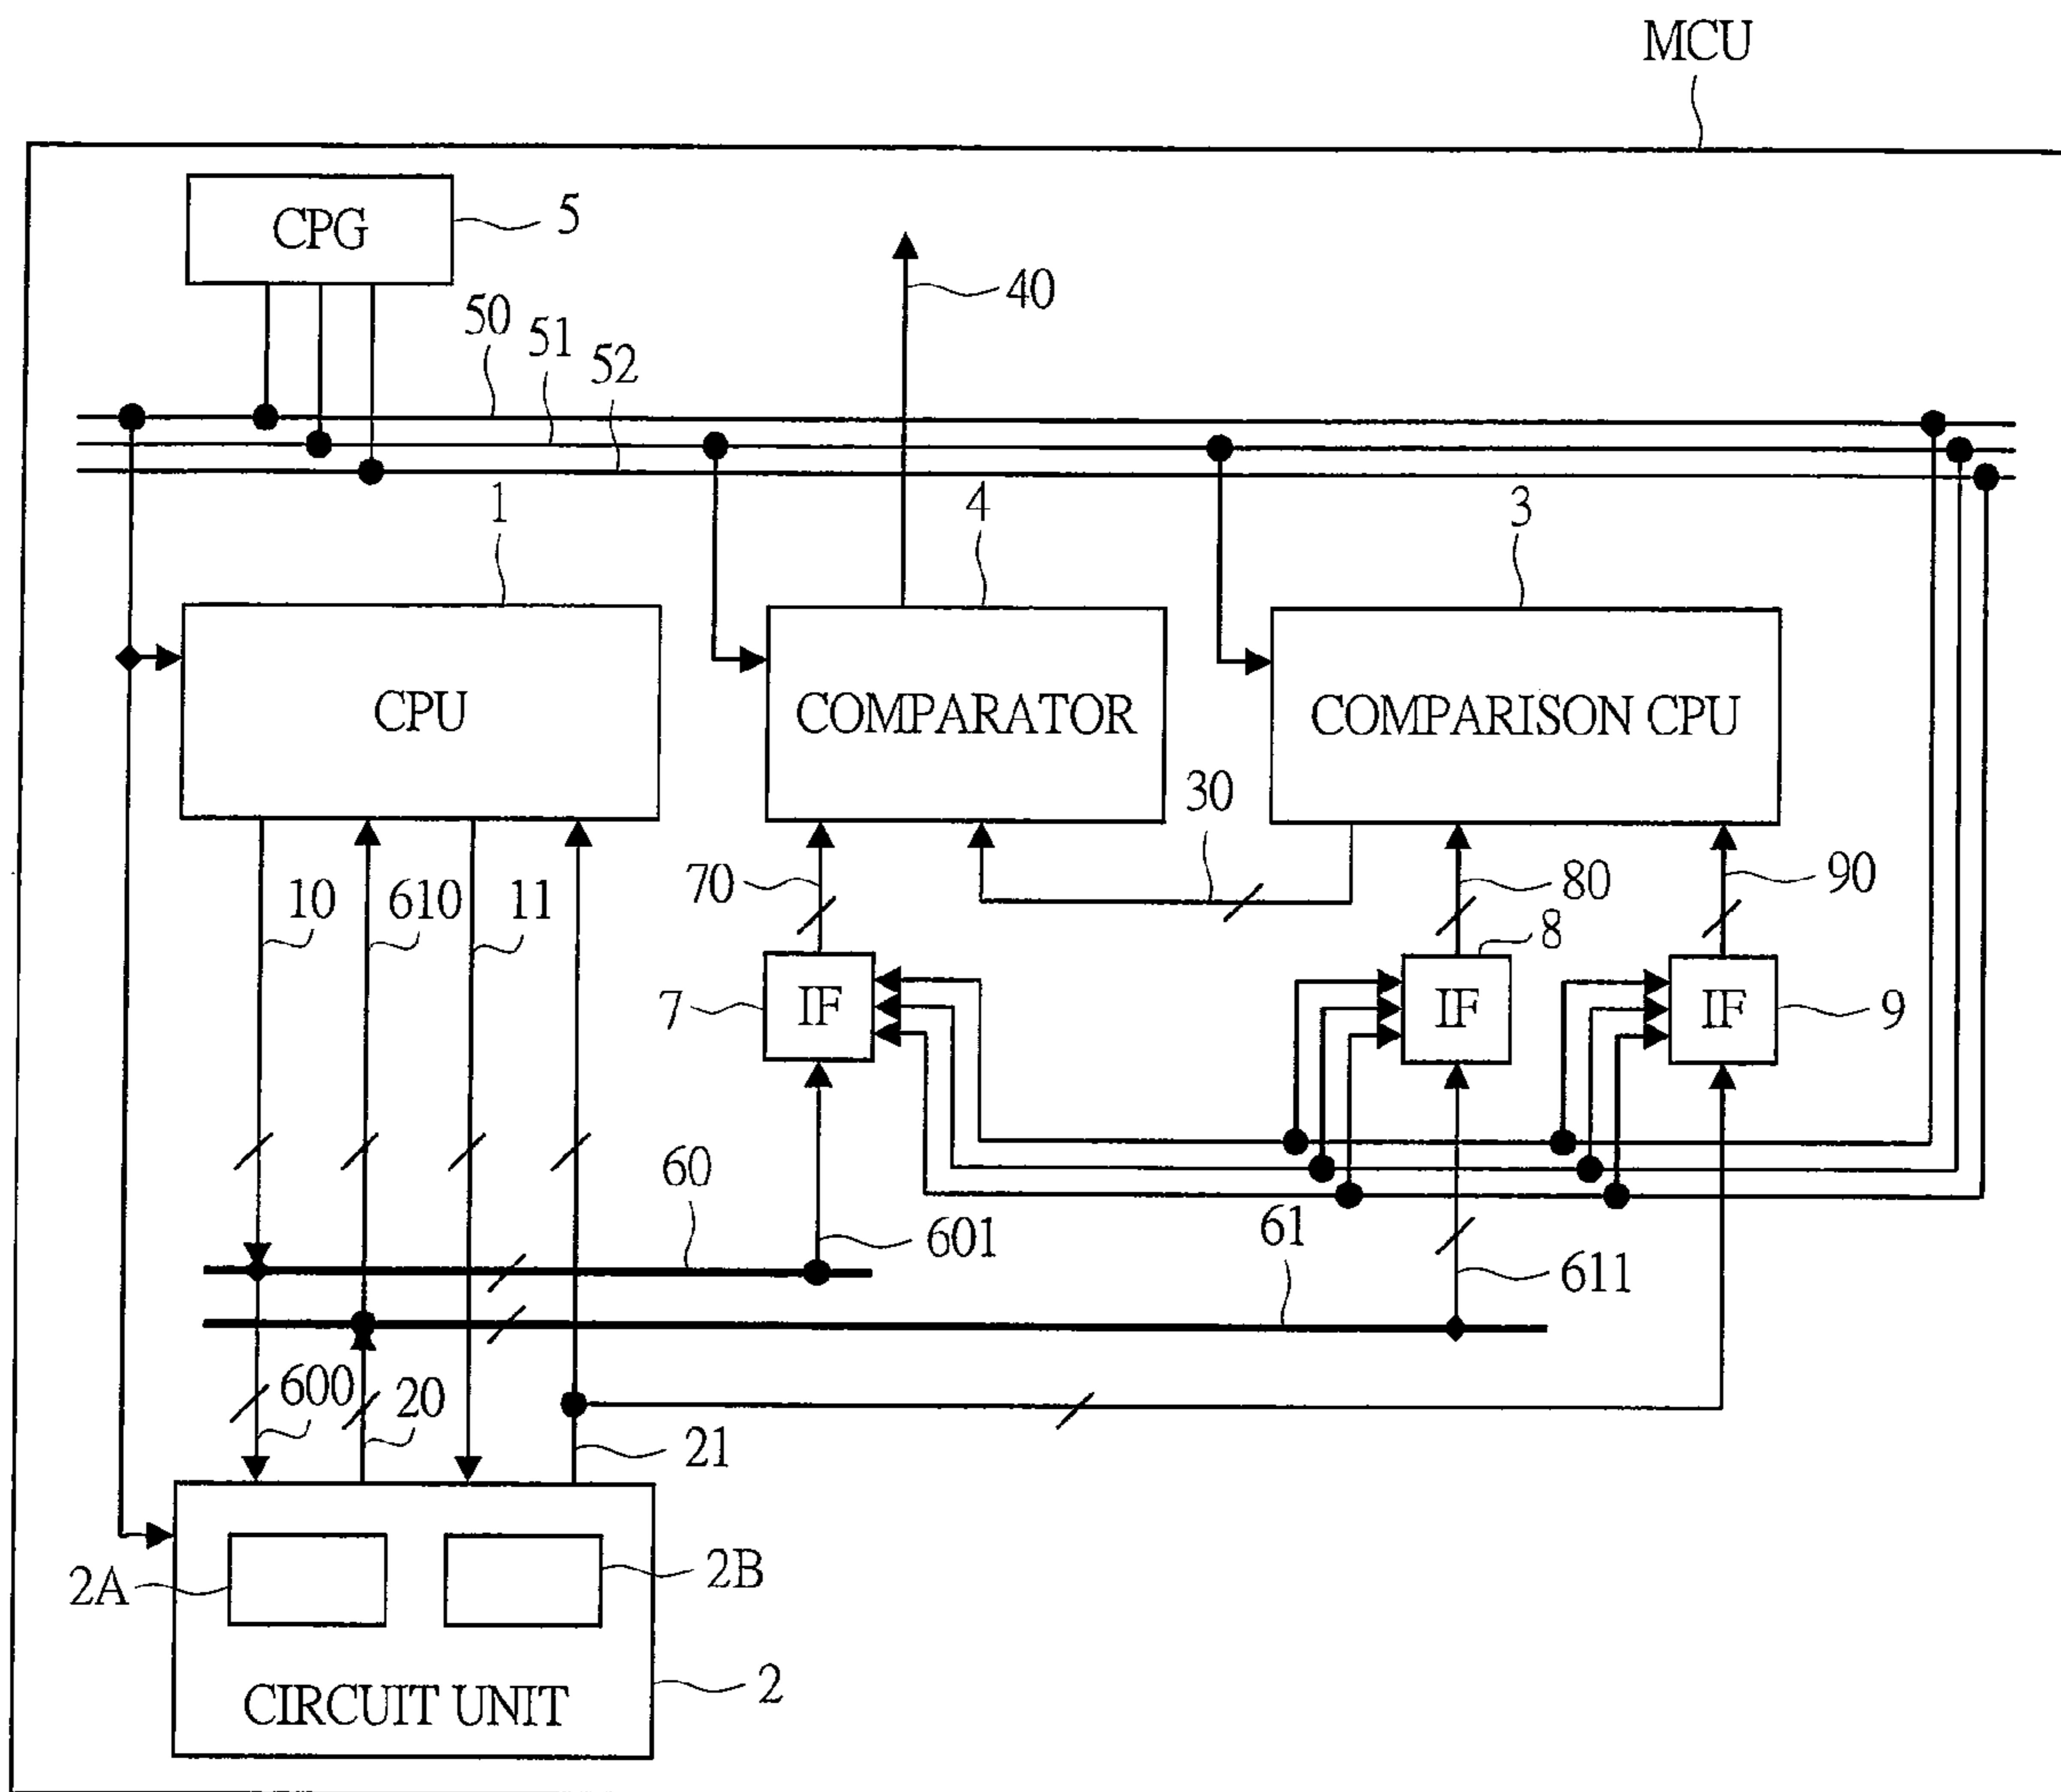 MCU
CPG
5
40
50
51
52
1
4
3
CPU
COMPARATOR
COMPARISON CPU
30
70
80
90
10
610
11
8
7
IF
IF
IF
9
60
601
61
611
600
20
21
2A
2B
2
CIRCUIT UNIT